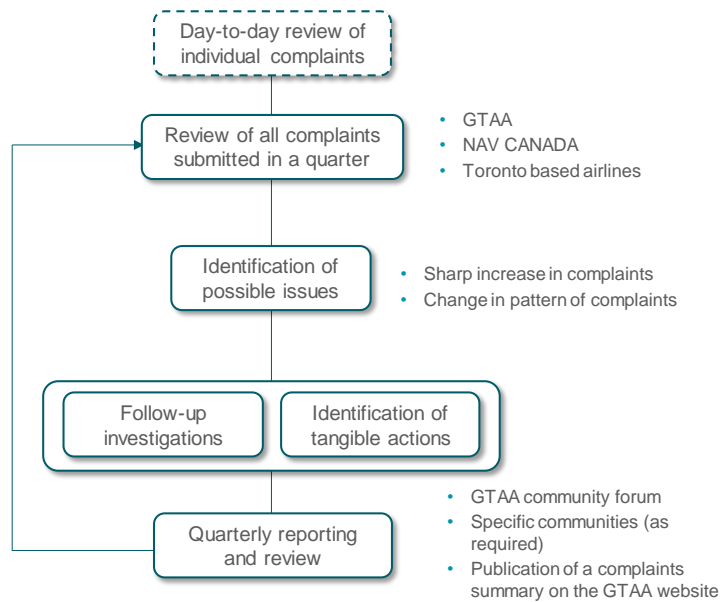 Day-to-day review of
individual complaints
Review of all complaints
submitted in a quarter
• GTAA
• NAV CANADA
• Toronto based airlines
Identification of
possible issues
• Sharp increase in complaints
• Change in pattern of complaints
Follow-up
investigations
Identification of
tangible actions
Quarterly reporting
and review
• GTAA community forum
• Specific communities (as
required)
• Publication of a complaints
summary on the GTAA website